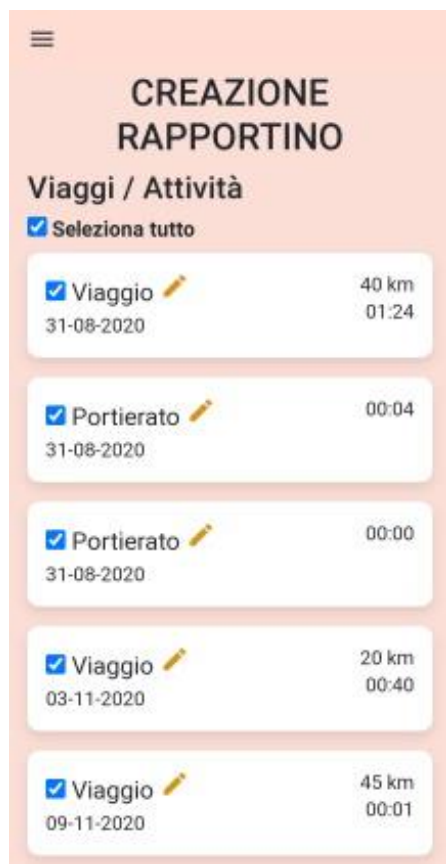 CREAZIONE
RAPPORTINO
Viaggi / Attività
Seleziona tutto
Viaggio 40 km
31-08-2020 01:24
Portierato 00:04
31-08-2020
Portierato 00:00
31-08-2020
Viaggio 20 km
03-11-2020 00:40
Viaggio 45 km
09-11-2020 00:01